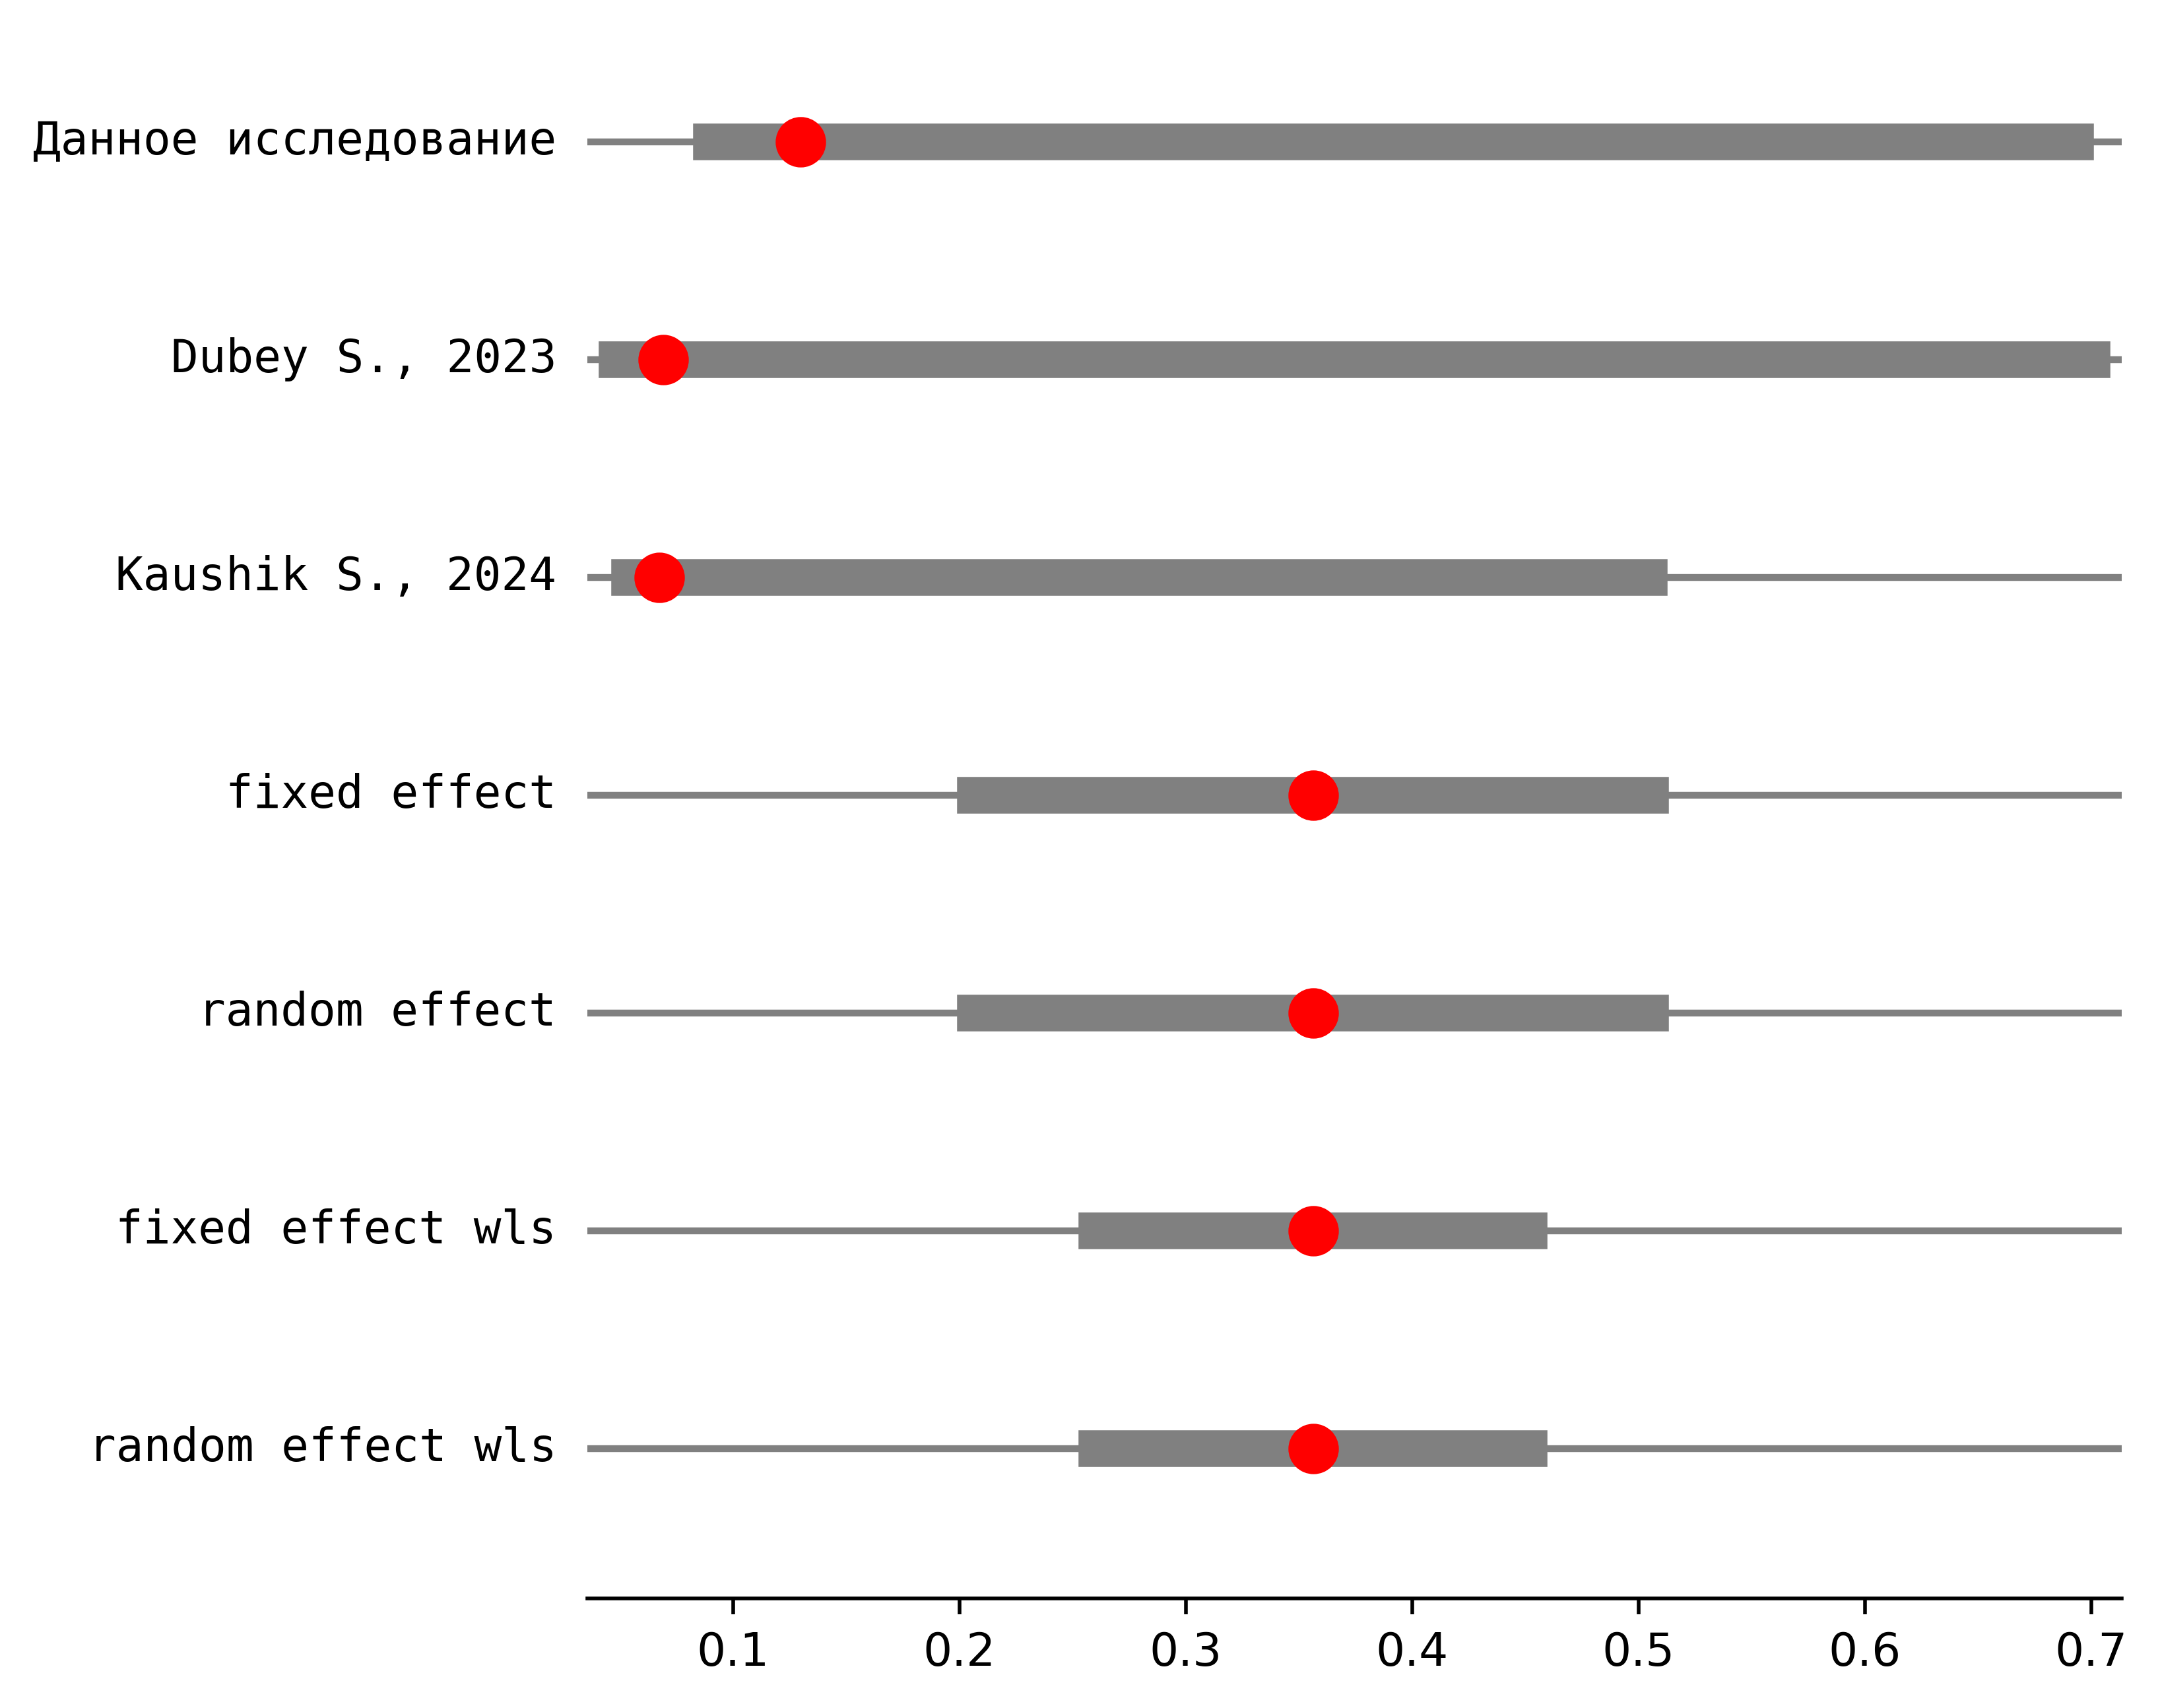 Данное исследование
Dubey S., 2023
Kaushik S., 2024
fixed effect
random effect
fixed effect wls
random effect wls
0.1 0.2 0.3 0.4 0.5 0.6 0.7